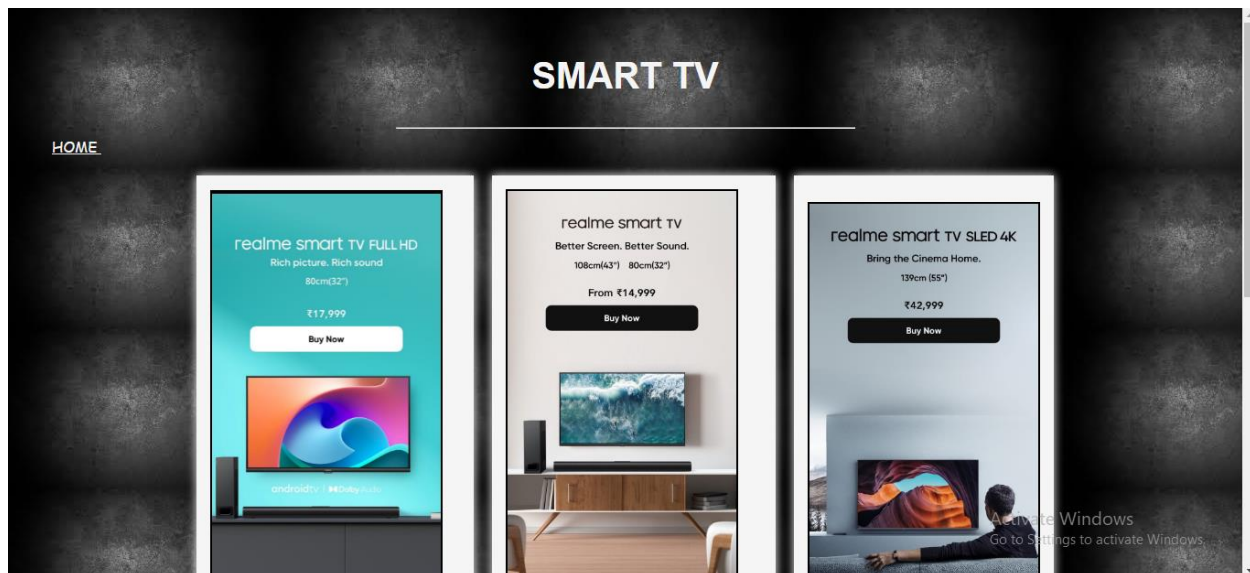 SMART TV
HOME
realme smart TV FULL HD
Rich picture. Rich sound
80cm(32")
₹17,999
Buy Now
androidtv | Dolby Audio
realme smart TV
Better Screen. Better Sound.
108cm(43") 80cm(32")
From ₹14,999
Buy Now
realme smart TV SLED 4K
Bring the Cinema Home.
139cm (55")
₹42,999
Buy Now
Activate Windows
Go to Settings to activate Windows.